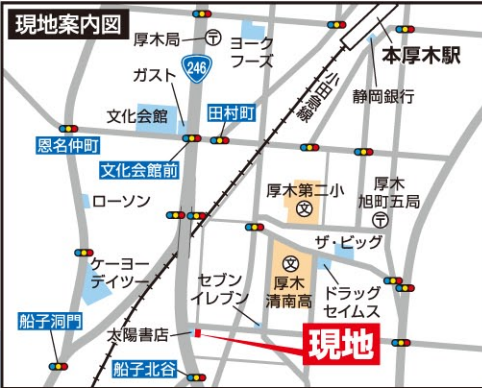 現地案内図
厚木局
ヨーク
フーズ
本厚木駅
246
ガスト
小田急線
静岡銀行
文化会館
田村町
恩名仲町
文化会館前
厚木第二小
文
厚木
旭町五局
ローソン
ザ・ビッグ
ケーヨー
デイツー
セブン
イレブン
文
厚木
清南高
ドラッグ
セイムス
船子洞門
太陽書店
現地
船子北谷